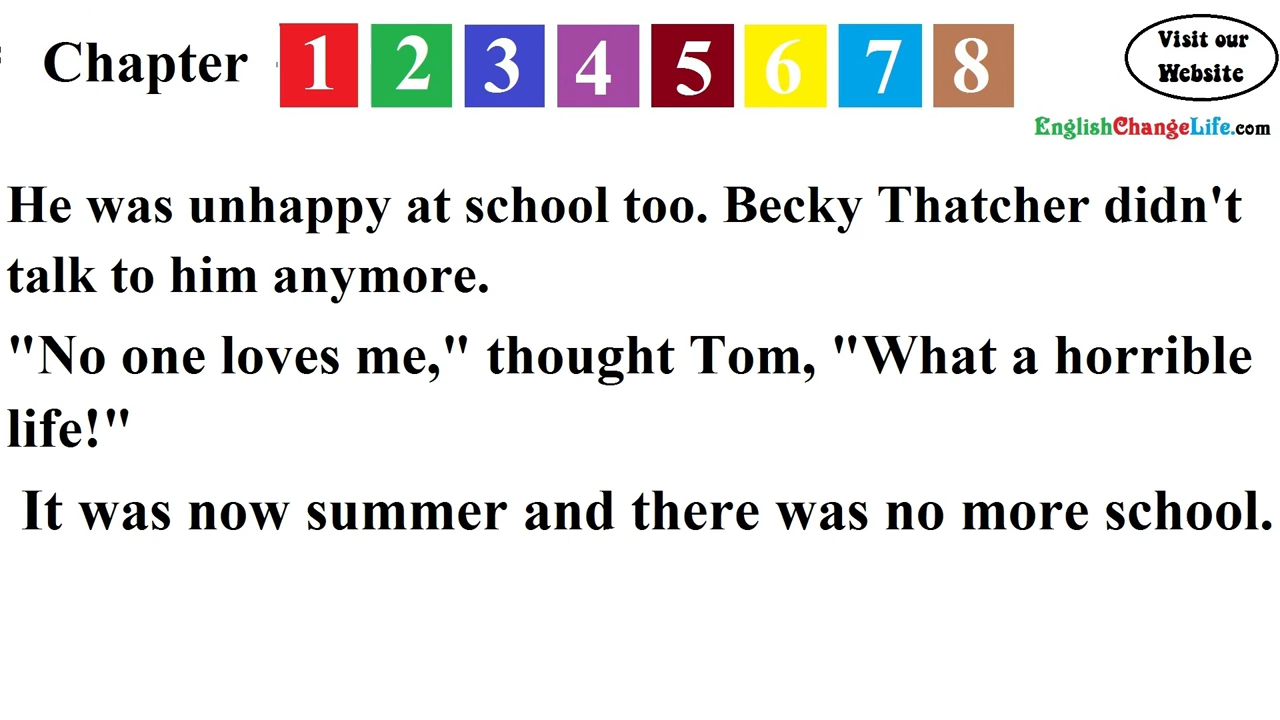 Chapter 1 2 3 4 5 6 7 8
Visit our
Website
EnglishChangeLife.com
He was unhappy at school too. Becky Thatcher didn't
talk to him anymore.
"No one loves me," thought Tom, "What a horrible
life!"
It was now summer and there was no more school.